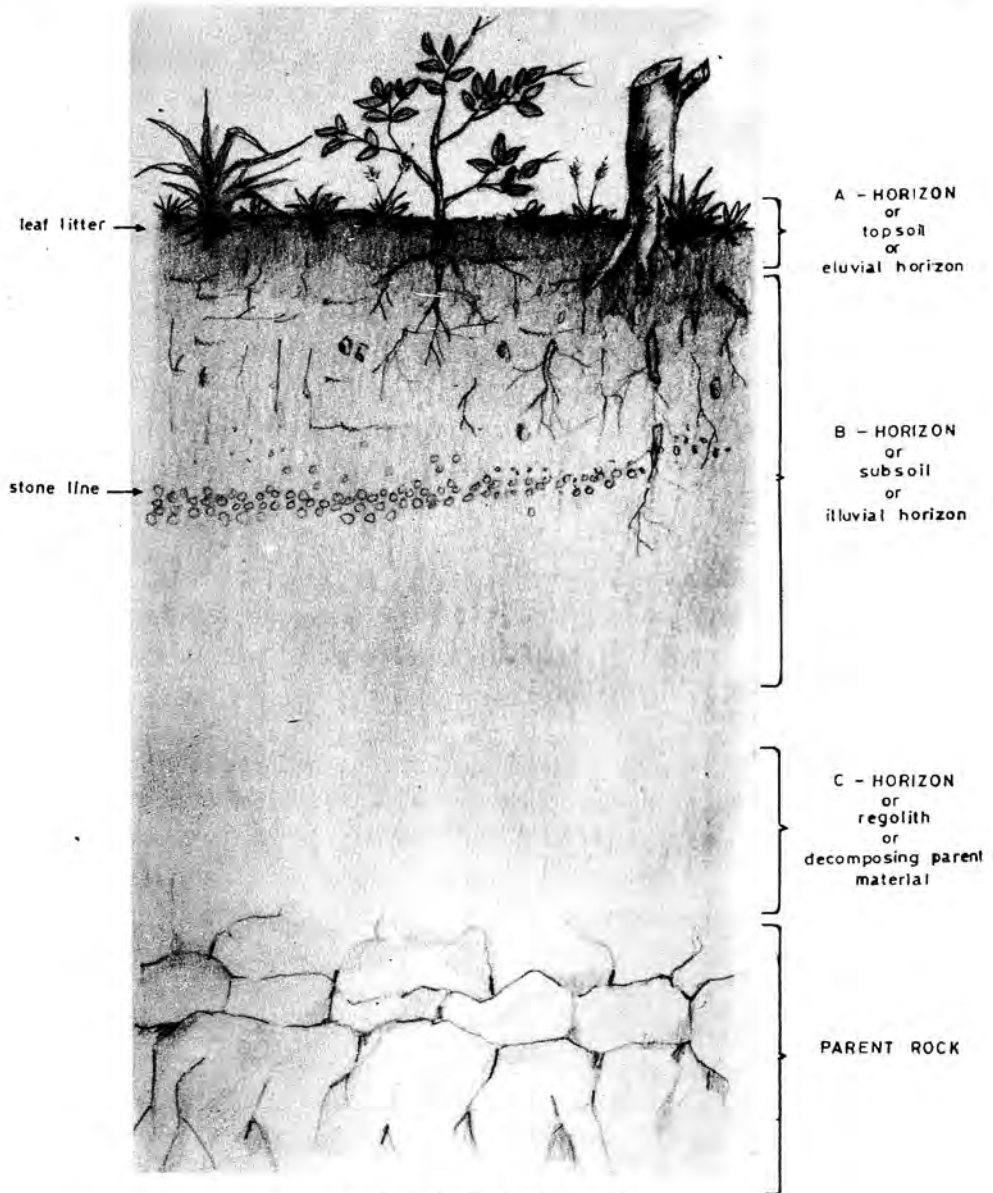 leaf litter
A - HORIZON
or
topsoil
or
eluvial horizon
stone line
B - HORIZON
or
subsoil
or
illuvial horizon
C - HORIZON
or
regolith
or
decomposing parent
material
PARENT ROCK